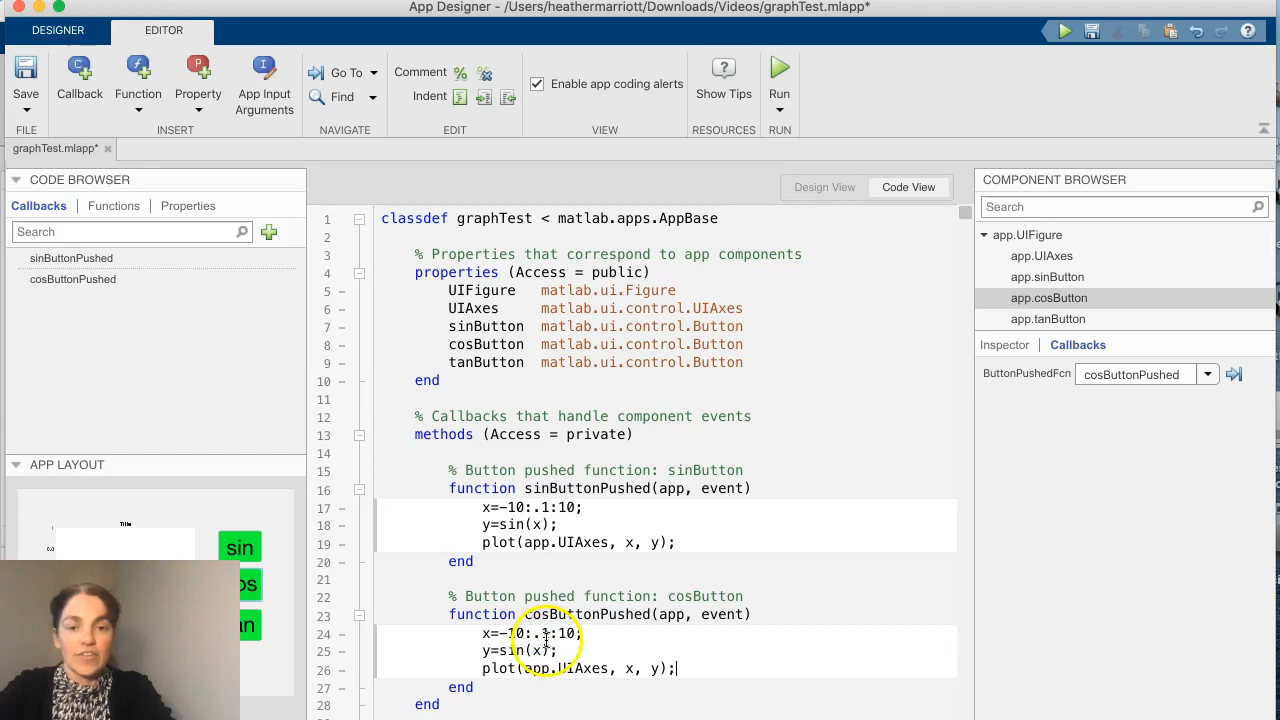 App Designer - /Users/heathermarriott/Downloads/Videos/graphTest.mlapp*
DESIGNER EDITOR
Save Callback Function Property App Input Arguments
Go To
Find
Comment
Indent
Enable app coding alerts
Show Tips Run
FILE INSERT NAVIGATE EDIT VIEW RESOURCES RUN
graphTest.mlapp*
CODE BROWSER
Callbacks Functions Properties
Search
sinButtonPushed
cosButtonPushed
APP LAYOUT
Title
sin
os
an
Design View Code View
1 classdef graphTest < matlab.apps.AppBase
2
3 % Properties that correspond to app components
4 properties (Access = public)
5 UIFigure matlab.ui.Figure
6 UIAxes matlab.ui.control.UIAxes
7 sinButton matlab.ui.control.Button
8 cosButton matlab.ui.control.Button
9 tanButton matlab.ui.control.Button
10 end
11
12 % Callbacks that handle component events
13 methods (Access = private)
14
15 % Button pushed function: sinButton
16 function sinButtonPushed(app, event)
17 x=-10:.1:10;
18 y=sin(x);
19 plot(app.UIAxes, x, y);
20 end
21
22 % Button pushed function: cosButton
23 function cosButtonPushed(app, event)
24 x=-10:.1:10;
25 y=sin(x);
26 plot(app.UIAxes, x, y);
27 end
28 end
COMPONENT BROWSER
Search
app.UIFigure
app.UIAxes
app.sinButton
app.cosButton
app.tanButton
Inspector Callbacks
ButtonPushedFcn cosButtonPushed